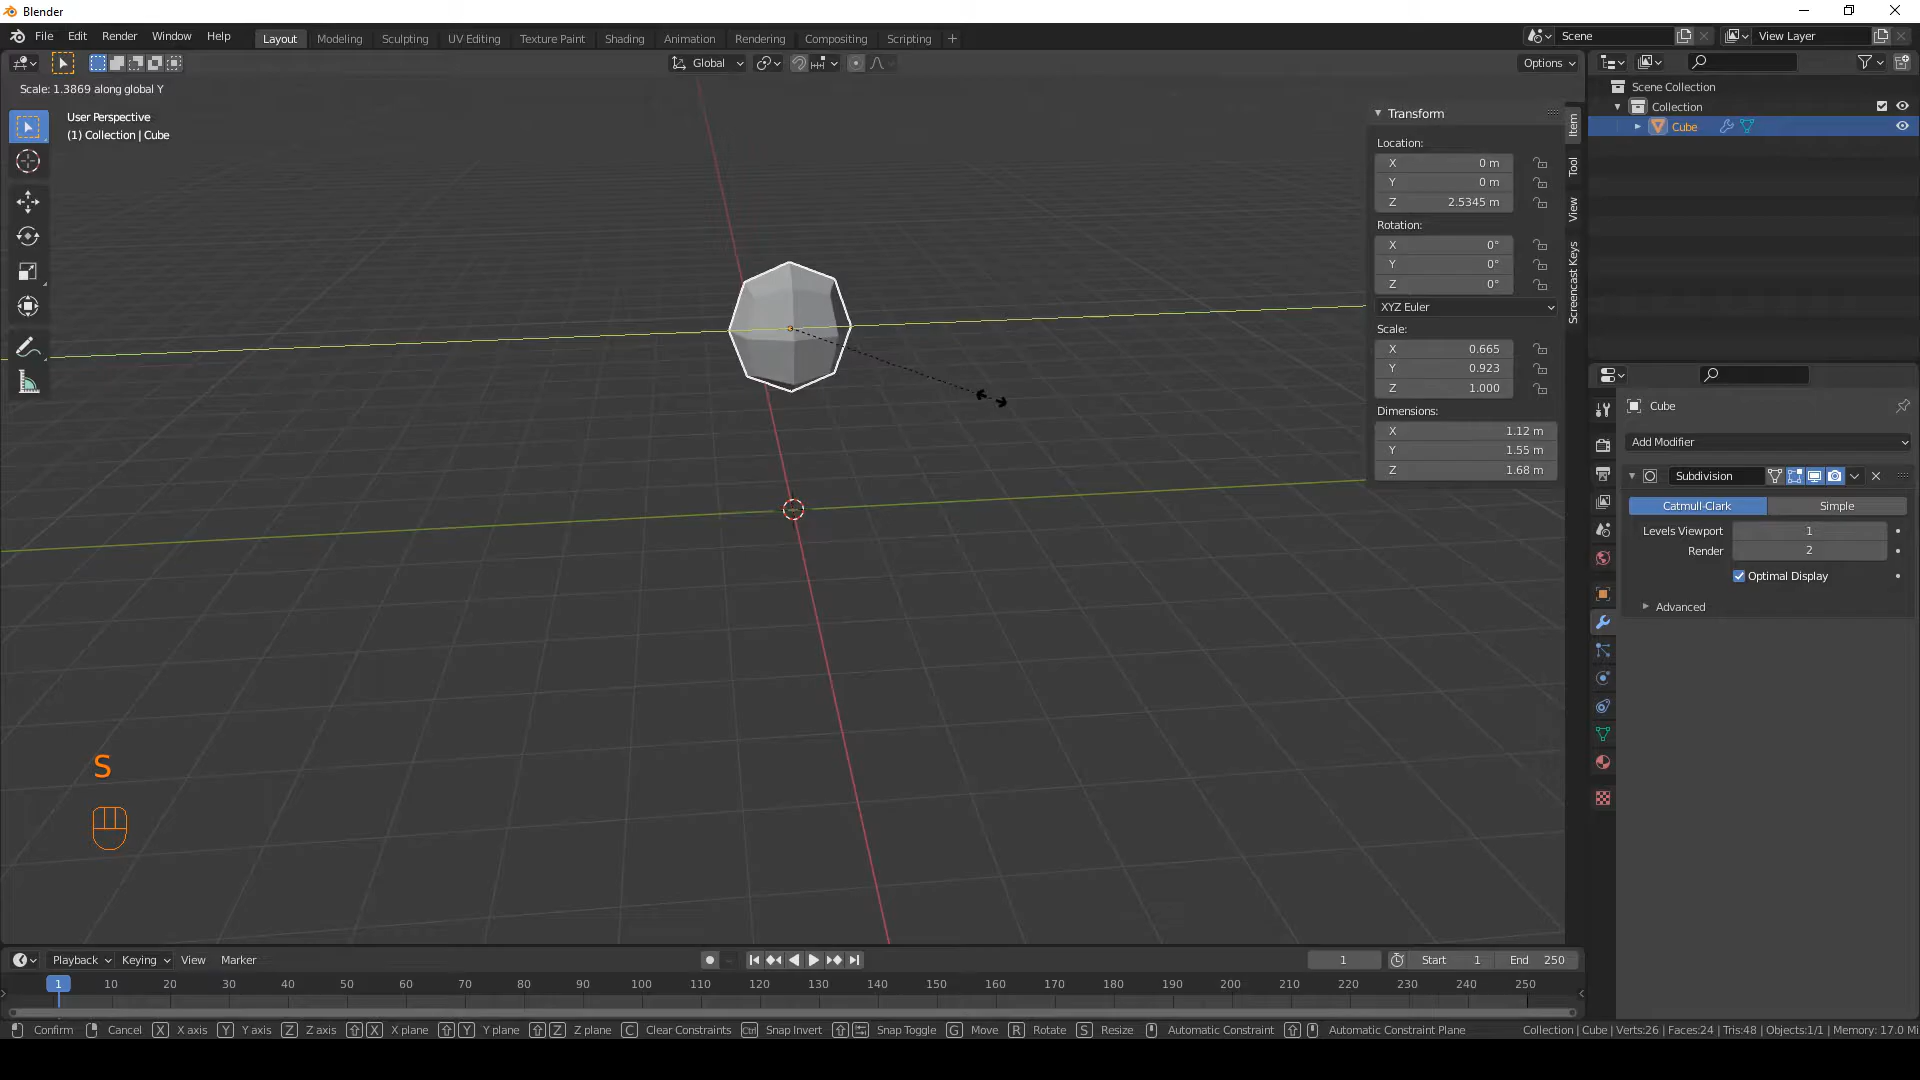 Blender
File Edit Render Window Help
Layout Modeling Sculpting UV Editing Texture Paint Shading Animation Rendering Compositing Scripting +
Scene
View Layer
Global
Options
Scale: 1.3869 along global Y
User Perspective
(1) Collection | Cube
Transform
Location:
X 0 m
Y 0 m
Z 2.5345 m
Rotation:
X 0°
Y 0°
Z 0°
XYZ Euler
Scale:
X 0.665
Y 0.923
Z 1.000
Dimensions:
X 1.12 m
Y 1.55 m
Z 1.68 m
Item
Tool
View
Screencast Keys
Scene Collection
Collection
Cube
Cube
Add Modifier
Subdivision
Catmull-Clark Simple
Levels Viewport 1
Render 2
Optimal Display
Advanced
S
Playback Keying View Marker
1 Start 1 End 250
1 10 20 30 40 50 60 70 80 90 100 110 120 130 140 150 160 170 180 190 200 210 220 230 240 250
Confirm Cancel X X axis Y Y axis Z Z axis X X plane Y Y plane Z Z plane C Clear Constraints Ctrl Snap Invert Snap Toggle G Move R Rotate S Resize Automatic Constraint Automatic Constraint Plane Collection | Cube | Verts:26 | Faces:24 | Tris:48 | Objects:1/1 | Memory: 17.0 Mi